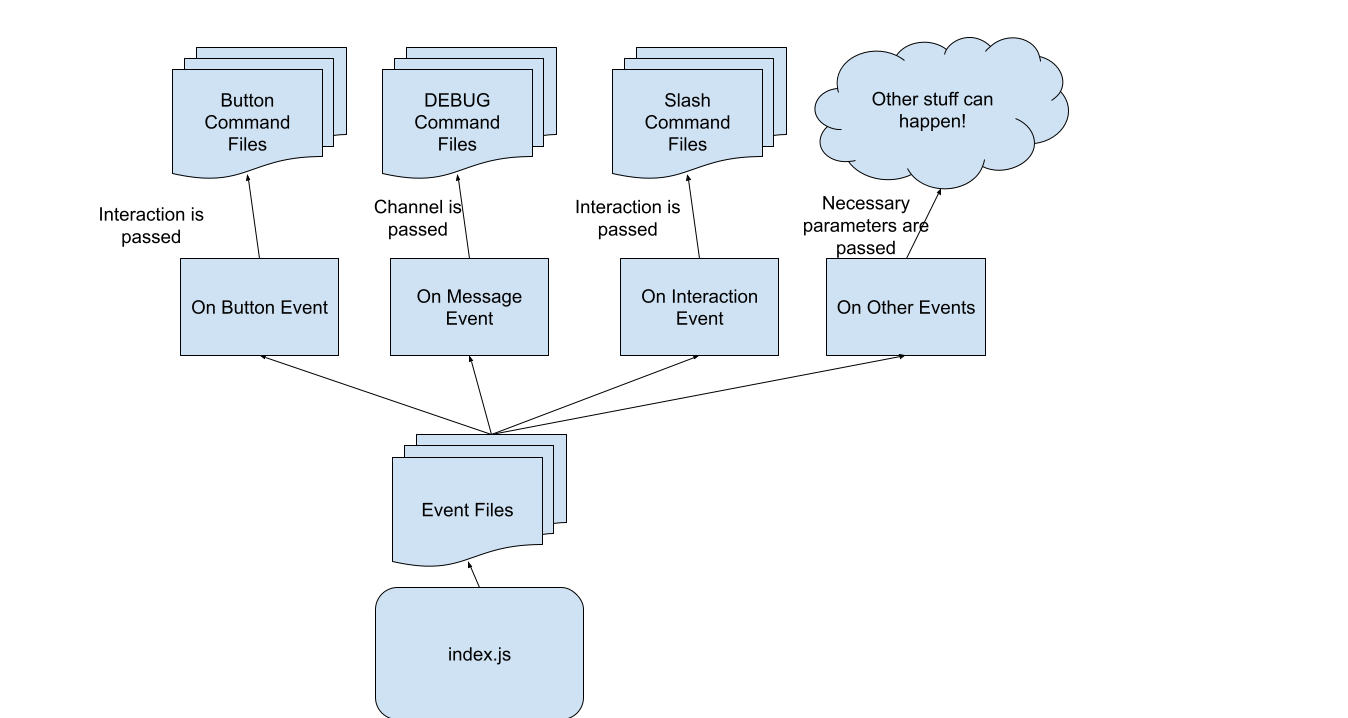 Button
Command
Files
DEBUG
Command
Files
Slash
Command
Files
Other stuff can
happen!
Interaction is
passed
Channel is
passed
Interaction is
passed
Necessary
parameters are
passed
On Button Event
On Message
Event
On Interaction
Event
On Other Events
Event Files
index.js